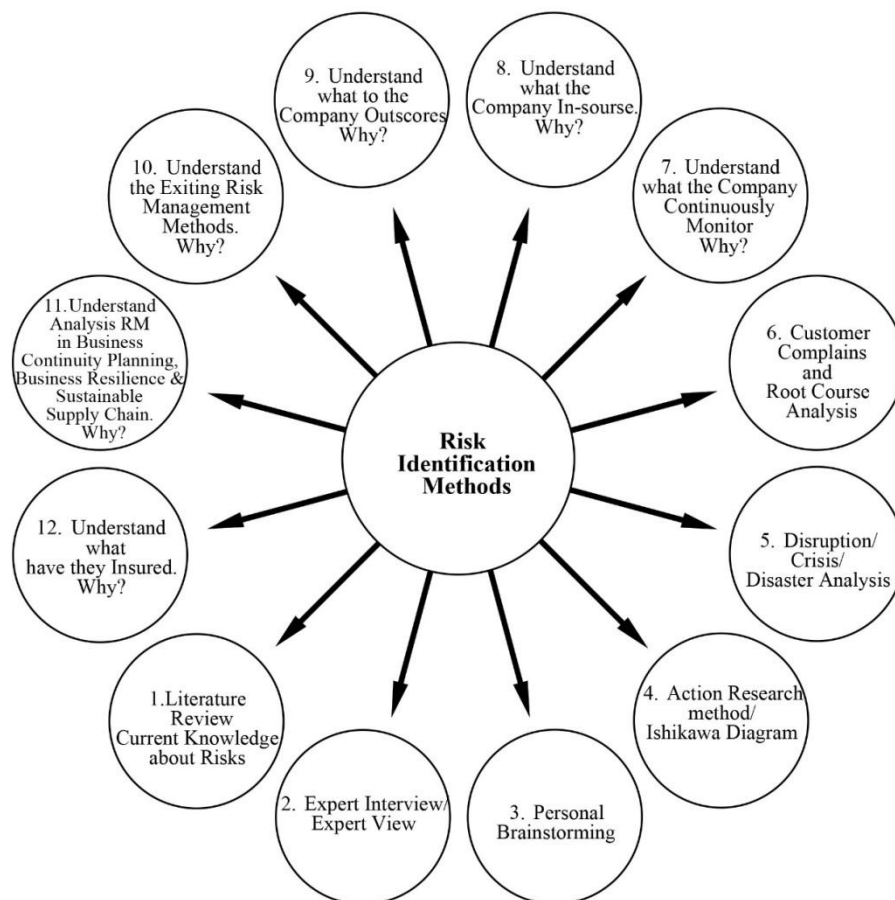 9. Understand
what to the
Company Outscores
Why?
8. Understand
what the
Company In-sourse.
Why?
10. Understand
the Exiting Risk
Management
Methods.
Why?
7. Understand
what the Company
Continuously
Monitor
Why?
11.Understand
Analysis RM
in Business
Continuity Planning,
Business Resilience &
Sustainable
Supply Chain.
Why?
6. Customer
Complains
and
Root Course
Analysis
Risk
Identification
Methods
12. Understand
what
have they Insured.
Why?
5. Disruption/
Crisis/
Disaster Analysis
1.Literature
Review
Current Knowledge
about Risks
4. Action Research
method/
Ishikawa Diagram
2. Expert Interview/
Expert View
3. Personal
Brainstorming